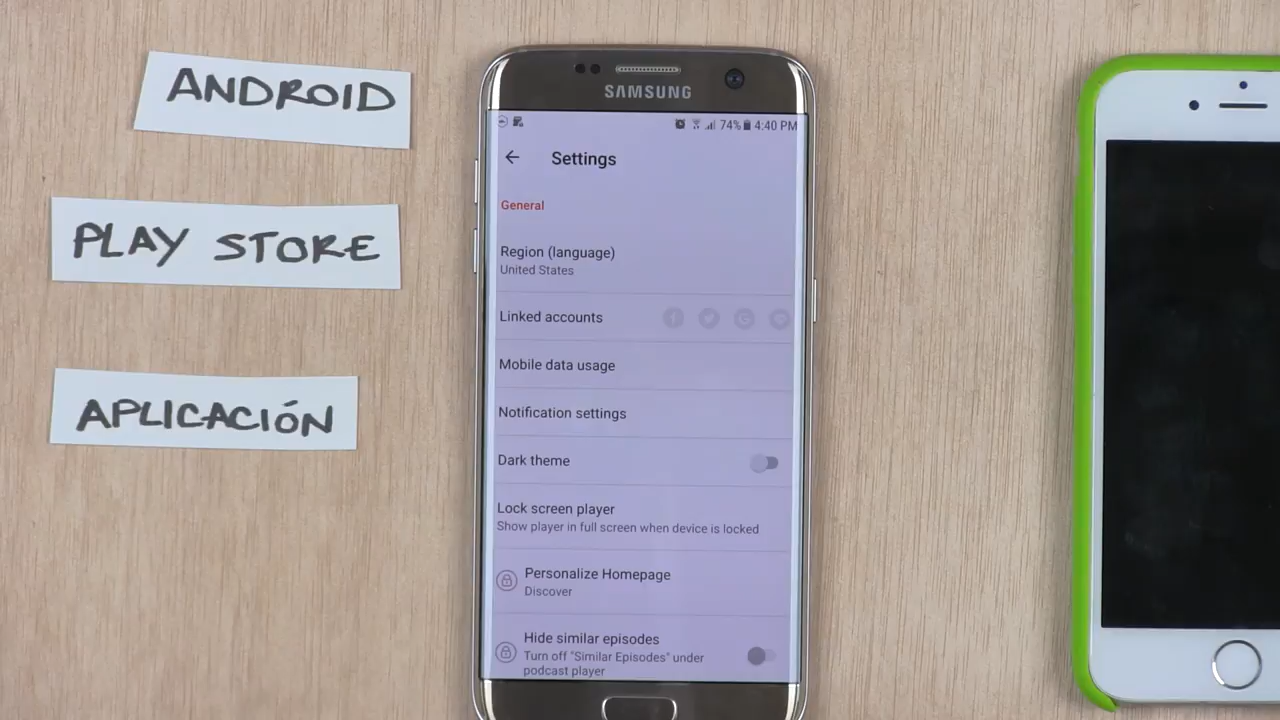 ANDROID
PLAY STORE
APLICACIÓN
SAMSUNG
74% 4:40 PM
Settings
General
Region (language)
United States
Linked accounts
Mobile data usage
Notification settings
Dark theme
Lock screen player
Show player in full screen when device is locked
Personalize Homepage
Discover
Hide similar episodes
Turn off "Similar Episodes" under
podcast player